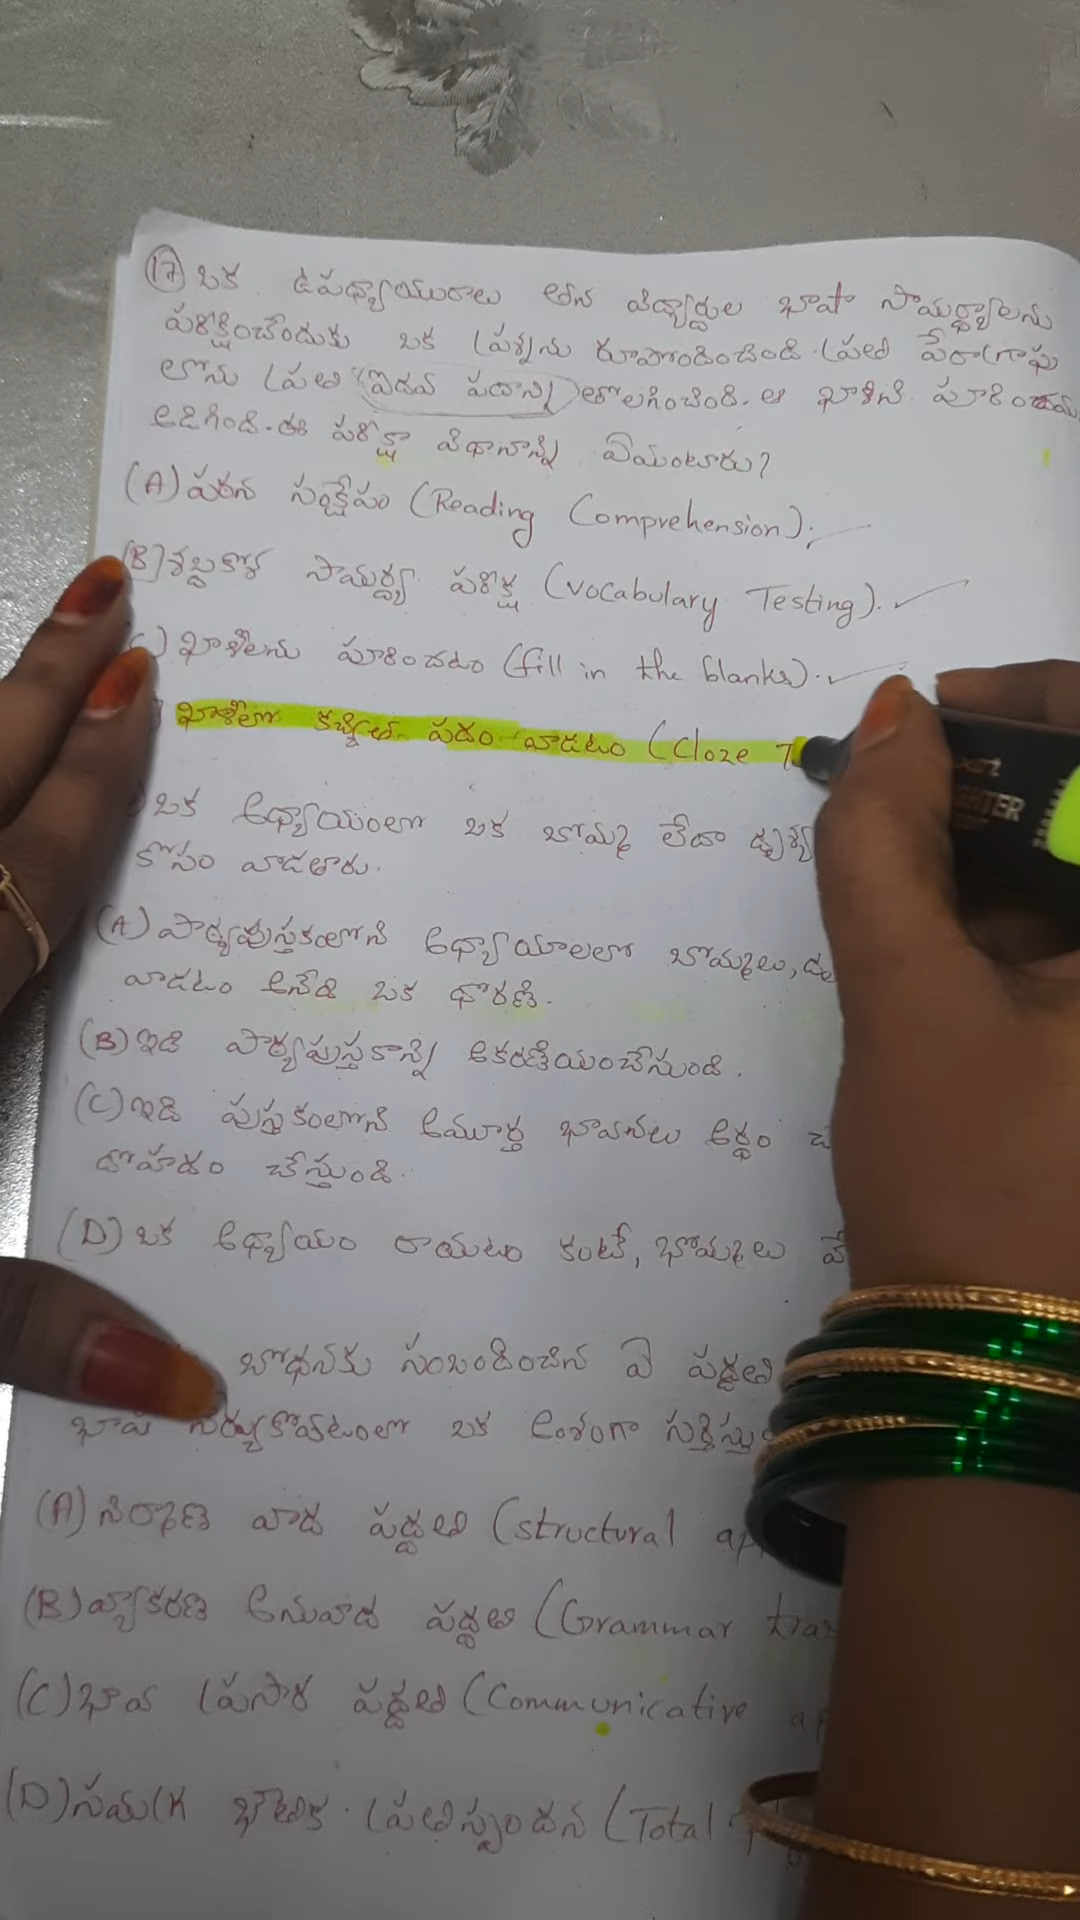 17 ఒక ఉపధ్యాయురాలు తన విద్యార్థుల భాషా సామర్థ్యాలను
పరీక్షించేందుకు ఒక ప్రశ్నను రూపొందించింది. ప్రతి పేరాగ్రాఫు
లోను ప్రతి (ఐదవ పదాన్ని) తొలగించింది. ఆ ఖాళీని పూరించమ
అడిగింది. ఈ పరీక్షా విధానాన్ని ఏమంటారు?
(A) పఠన సంక్షేపం (Reading Comprehension).
(B) శబ్దకోశ సామర్థ్య పరీక్ష (vocabulary Testing).
) ఖాళీలను పూరించడం (fill in the blanks).
ఖాళీలో కచ్చిత పదం వాడటం (Cloze T
ఒక అధ్యాయంలో ఒక బొమ్మ లేదా దృశ్య
కోసం వాడతారు.
(A) పాఠ్యపుస్తకంలోని అధ్యాయాలలో బొమ్మలు,
వాడటం అనేది ఒక ధోరణి.
(B) ఇది పాఠ్యపుస్తకాన్ని ఆకర్షణీయంచేస్తుంది.
(C) ఇది పుస్తకంలోని అమూర్త భావనలు అర్థం
దోహదం చేస్తుంది.
(D) ఒక అధ్యాయం రాయటం కంటే, బొమ్మలు వే
బోధనకు సంబంధించిన ఏ పద్ధతి
భాష నేర్చుకోవటంలో ఒక అంశంగా
(A) నిర్మాణ వాద పద్ధతి (structural ap
(B) వ్యాకరణ అనువాద పద్ధతి (Grammar tra
(C) భావ ప్రసార పద్ధతి (Communicative ap
(D) సమగ్ర భౌతిక ప్రతిస్పందన (Total